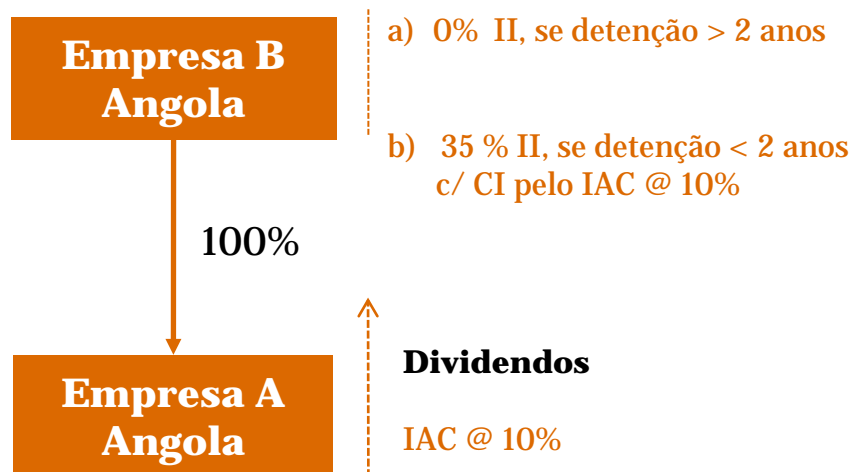 Empresa B
Angola
a) 0% II, se detenção > 2 anos
b) 35 % II, se detenção < 2 anos
c/ CI pelo IAC @ 10%
100%
Dividendos
Empresa A
Angola
IAC @ 10%